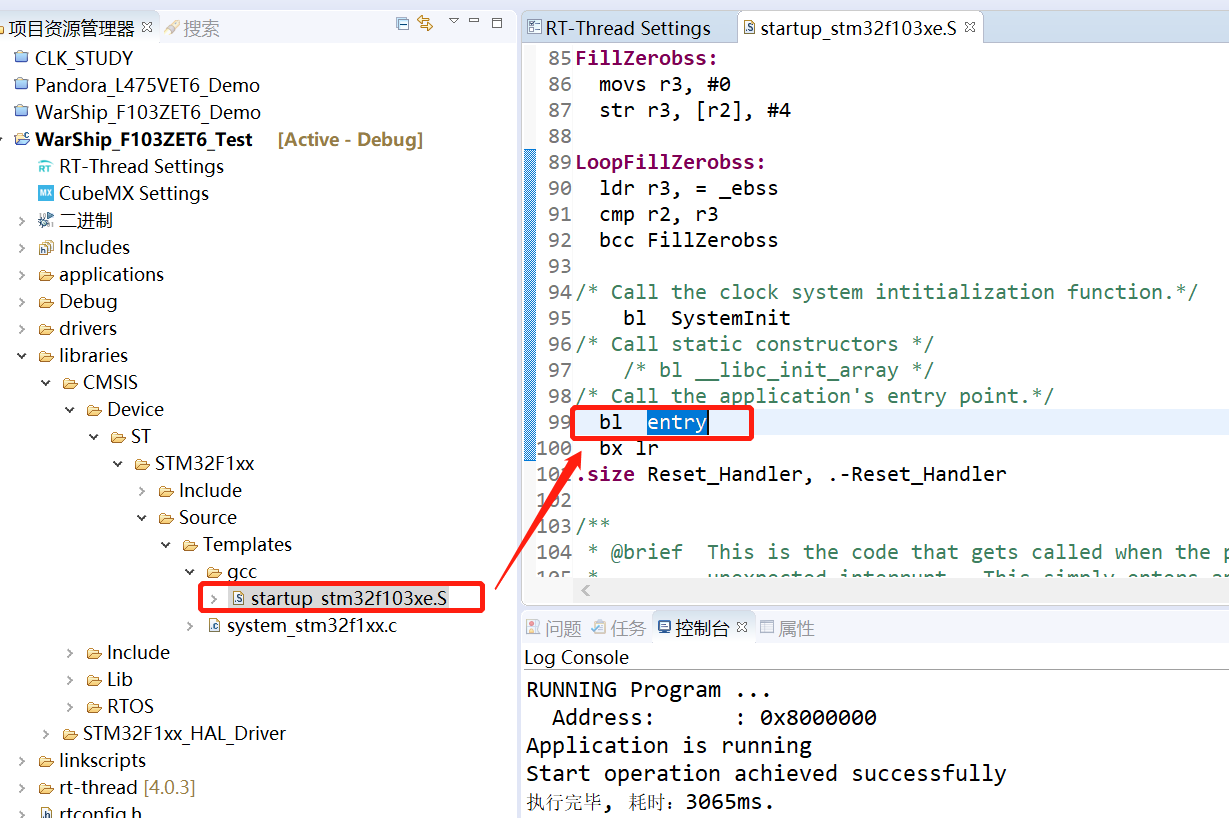 项目资源管理器 搜索
CLK_STUDY
Pandora_L475VET6_Demo
WarShip_F103ZET6_Demo
WarShip_F103ZET6_Test [Active - Debug]
RT-Thread Settings
CubeMX Settings
二进制
Includes
applications
Debug
drivers
libraries
CMSIS
Device
ST
STM32F1xx
Include
Source
Templates
gcc
startup_stm32f103xe.S
system_stm32f1xx.c
Include
Lib
RTOS
STM32F1xx_HAL_Driver
linkscripts
rt-thread [4.0.3]
rtconfig.h
RT-Thread Settings startup_stm32f103xe.S
85 FillZerobss:
86 movs r3, #0
87 str r3, [r2], #4
88
89 LoopFillZerobss:
90 ldr r3, = _ebss
91 cmp r2, r3
92 bcc FillZerobss
93
94 /* Call the clock system intitialization function.*/
95 bl SystemInit
96 /* Call static constructors */
97 /* bl __libc_init_array */
98 /* Call the application's entry point.*/
99 bl entry
100 bx lr
101 .size Reset_Handler, .-Reset_Handler
102
103 /**
104 * @brief This is the code that gets called when the p
105 * unexpected interrupt. This simply enters an
问题 任务 控制台 属性
Log Console
RUNNING Program ...
Address: : 0x8000000
Application is running
Start operation achieved successfully
执行完毕, 耗时：3065ms.